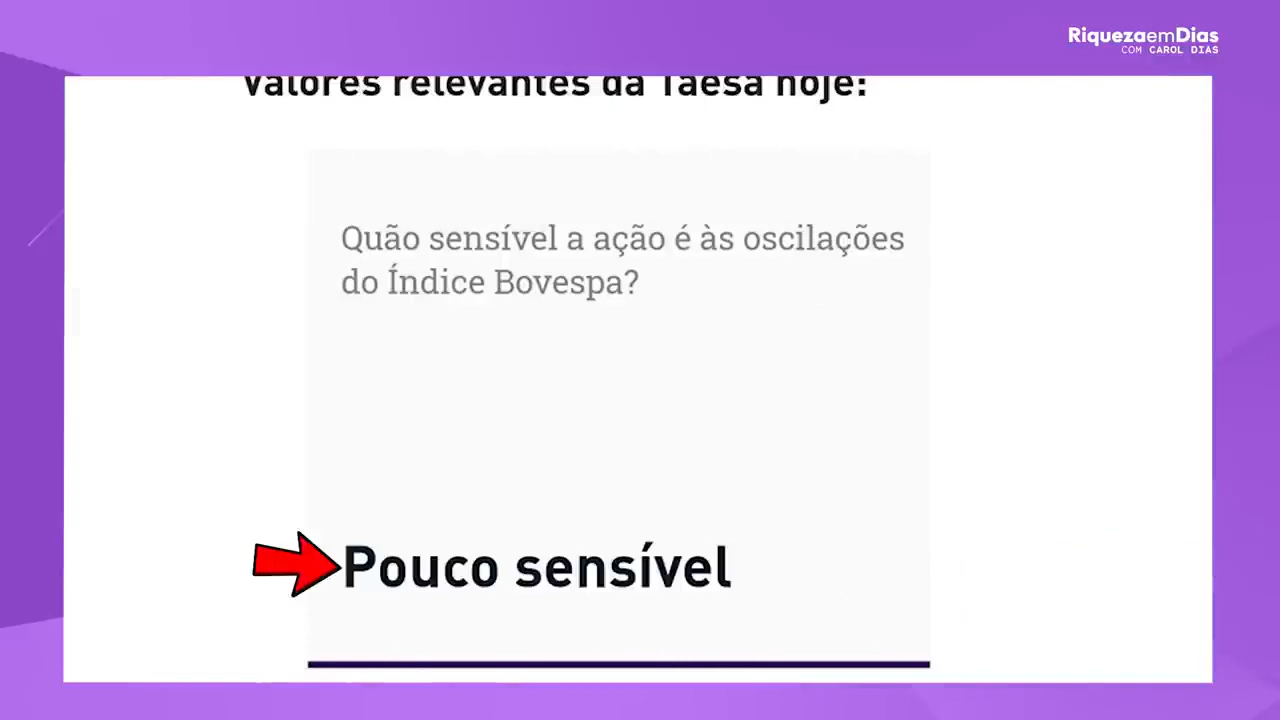 RiquezaemDias
COM CAROL DIAS
Valores relevantes da Taesa hoje:
Quão sensível a ação é às oscilações
do Índice Bovespa?
Pouco sensível